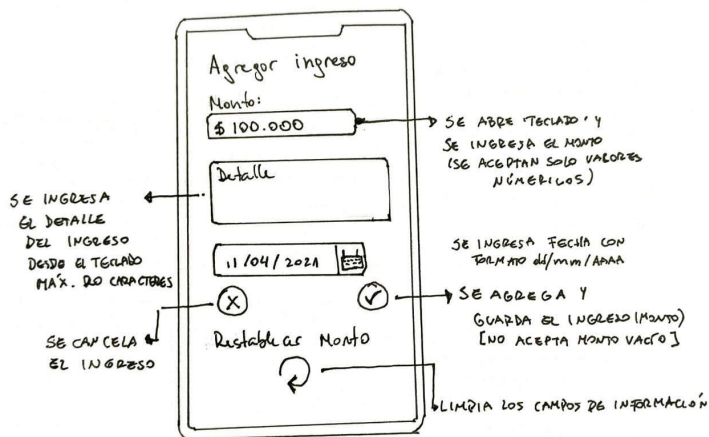 Agregar ingreso
Monto:
$ 100.000
SE ABRE 'TECLADO' Y
SE INGRESA EL MONTO
(SE ACEPTAN SOLO VALORES
NÚMERICOS)
Detalle
SE INGRESA
EL DETALLE
DEL INGRESO
DESDE EL TECLADO
MÁX. 20 CARACTERES
11/04/2021
SE INGRESA FECHA CON
FORMATO dd/mm/AAAA
X
SE AGREGA Y
GUARDA EL INGRESO (MONTO)
[NO ACEPTA MONTO VACÍO]
SE CANCELA
EL INGRESO
Restablecer Monto
LIMPIA LOS CAMPOS DE INFORMACIÓN